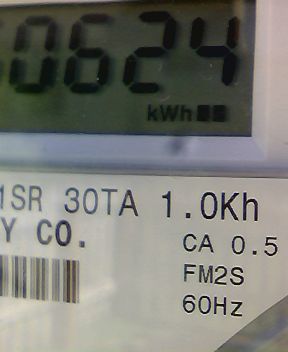 0624
kWh
1SR 30TA 1.0Kh
Y CO.
CA 0.5
FM2S
60Hz